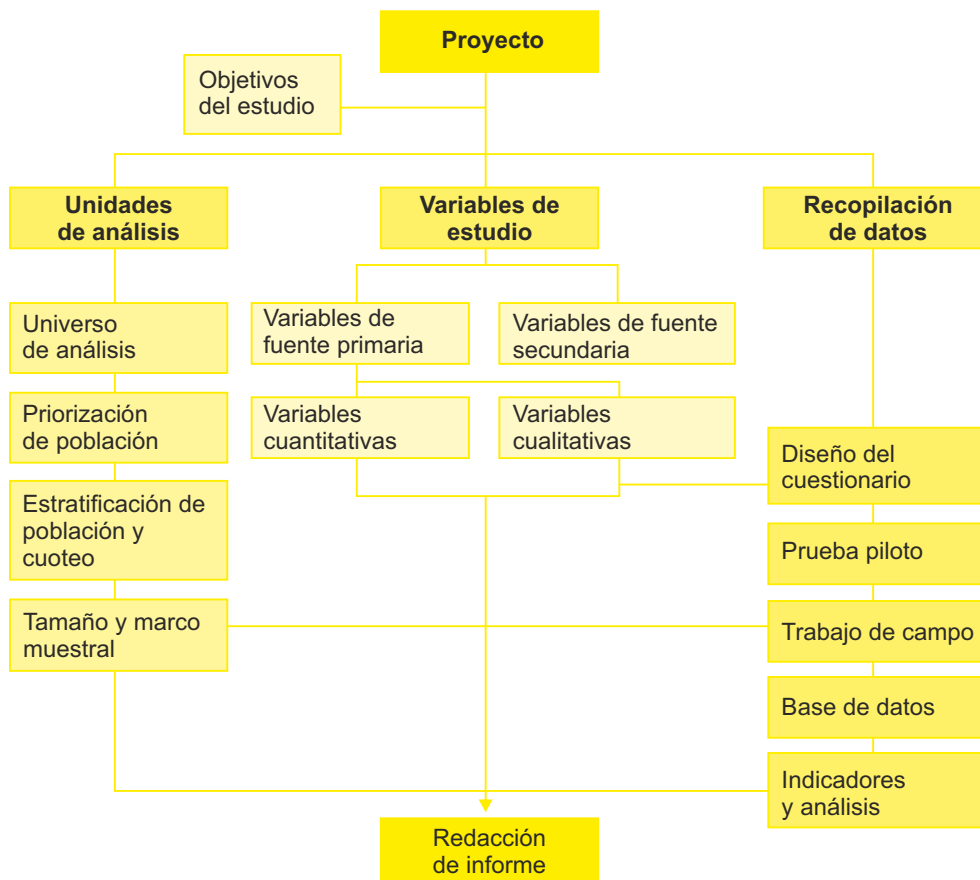 Proyecto
Objetivos
del estudio
Unidades
de análisis
Variables de
estudio
Recopilación
de datos
Universo
de análisis
Variables de
fuente primaria
Variables de fuente
secundaria
Priorización
de población
Variables
cuantitativas
Variables
cualitativas
Diseño del
cuestionario
Estratificación de
población y
cuoteo
Prueba piloto
Tamaño y marco
muestral
Trabajo de campo
Base de datos
Indicadores
y análisis
Redacción
de informe